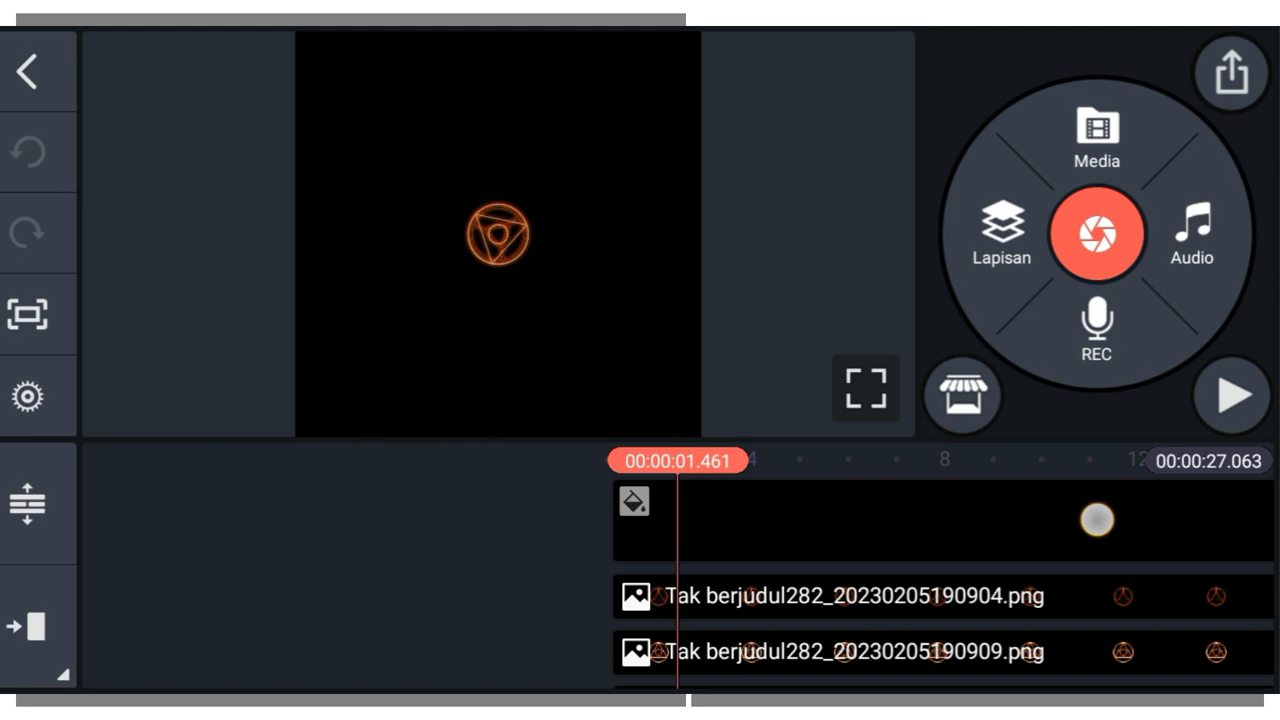 Media
Lapisan
Audio
REC
00:00:01.461
4
8
12
00:00:27.063
Tak berjudul282_20230205190904.png
Tak berjudul282_20230205190909.png